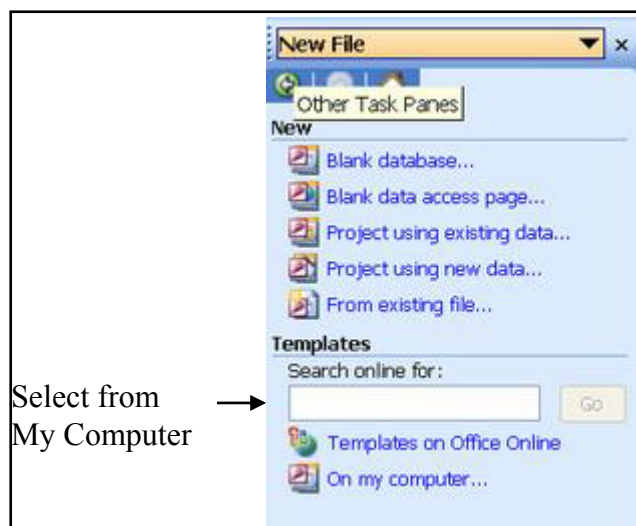 New File
Other Task Panes
New
Blank database...
Blank data access page...
Project using existing data...
Project using new data...
From existing file...
Templates
Search online for:
Go
Select from
My Computer
Templates on Office Online
On my computer...